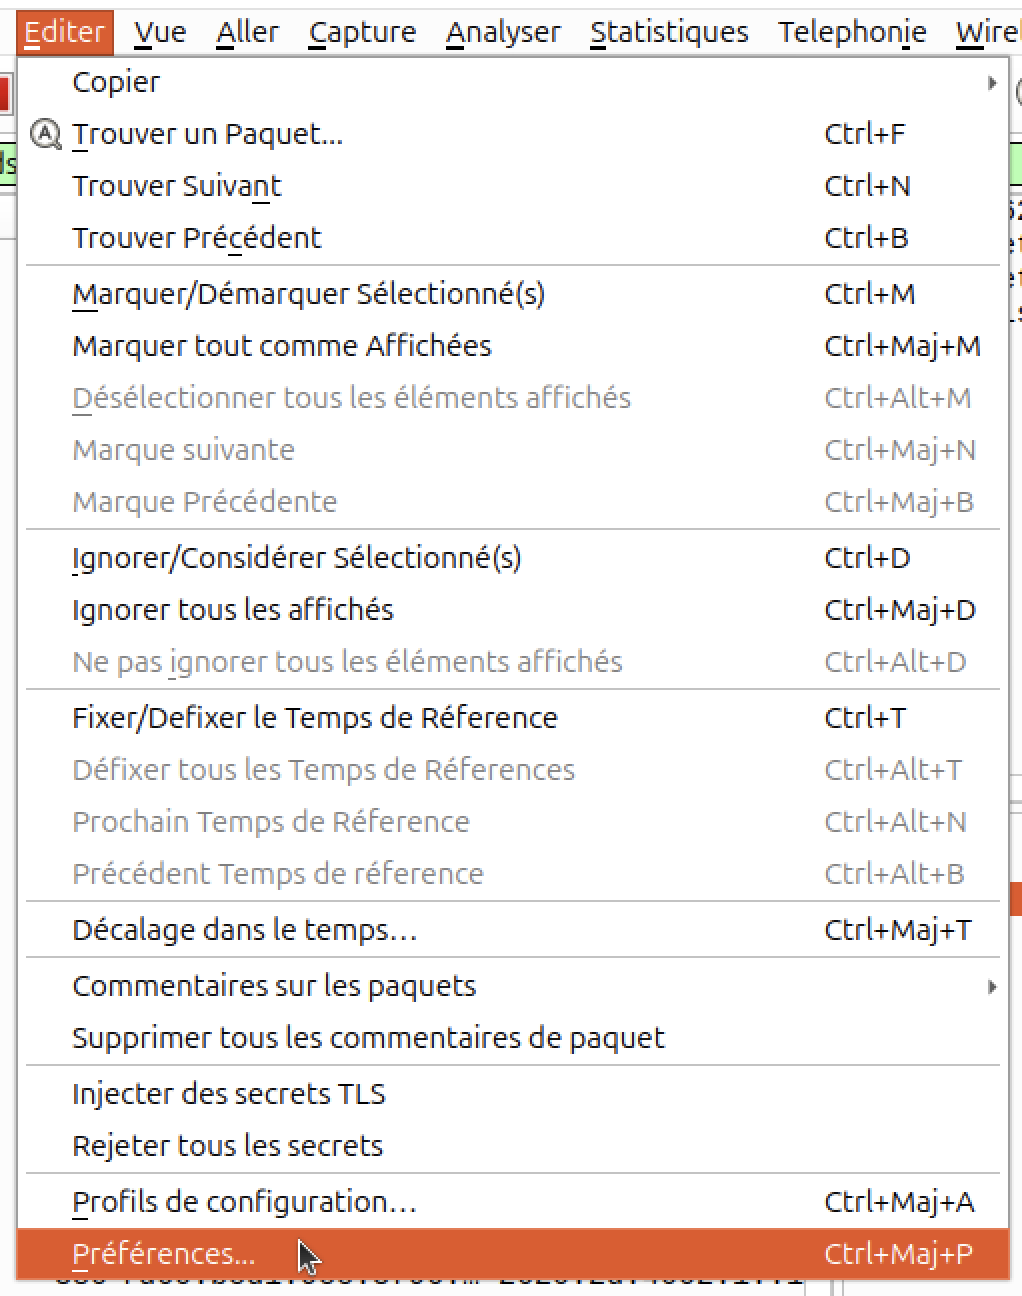 Editer Vue Aller Capture Analyser Statistiques Telephonie
Copier
Trouver un Paquet... Ctrl+F
Trouver Suivant Ctrl+N
Trouver Précédent Ctrl+B
Marquer/Démarquer Sélectionné(s) Ctrl+M
Marquer tout comme Affichées Ctrl+Maj+M
Désélectionner tous les éléments affichés Ctrl+Alt+M
Marque suivante Ctrl+Maj+N
Marque Précédente Ctrl+Maj+B
Ignorer/Considérer Sélectionné(s) Ctrl+D
Ignorer tous les affichés Ctrl+Maj+D
Ne pas ignorer tous les éléments affichés Ctrl+Alt+D
Fixer/Defixer le Temps de Réference Ctrl+T
Défixer tous les Temps de Réferences Ctrl+Alt+T
Prochain Temps de Réference Ctrl+Alt+N
Précédent Temps de réference Ctrl+Alt+B
Décalage dans le temps… Ctrl+Maj+T
Commentaires sur les paquets
Supprimer tous les commentaires de paquet
Injecter des secrets TLS
Rejeter tous les secrets
Profils de configuration… Ctrl+Maj+A
Préférences... Ctrl+Maj+P